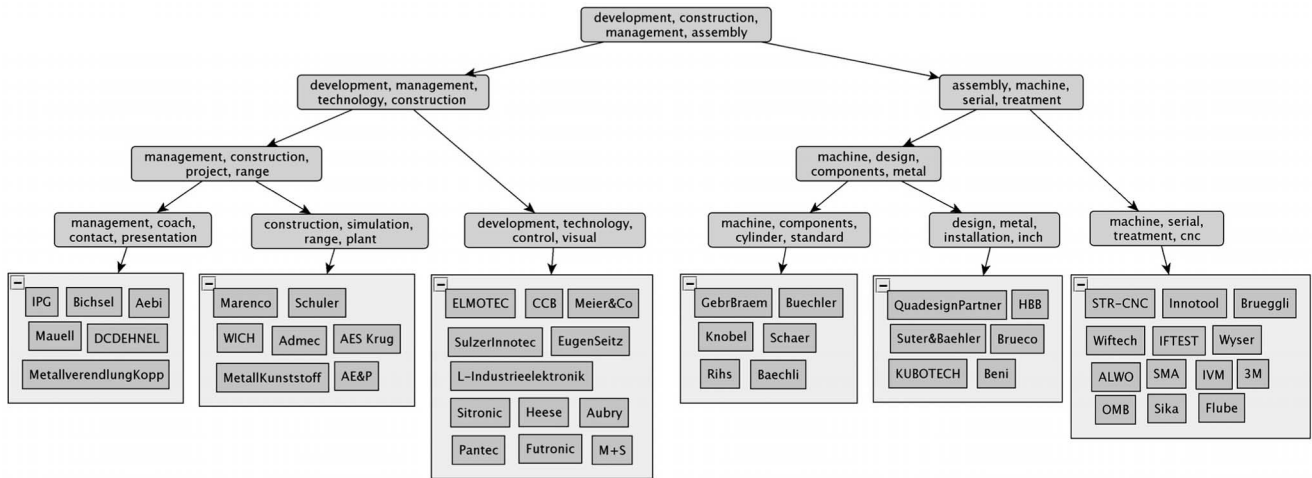 development, construction,
management, assembly
development, management,
technology, construction
assembly, machine,
serial, treatment
management, construction,
project, range
machine, design,
components, metal
management, coach,
contact, presentation
construction, simulation,
range, plant
development, technology,
control, visual
machine, components,
cylinder, standard
design, metal,
installation, inch
machine, serial,
treatment, cnc
IPG Bichsel Aebi
Mauell DCDEHNEL
MetallverendlungKopp
Marenco Schuler
WICH Admec AES Krug
MetallKunststoff AE&P
ELMOTEC CCB Meier&Co
SulzerInnotec EugenSeitz
L-Industrieelektronik
Sitronic Heese Aubry
Pantec Futronic M+S
GebrBraem Buechler
Knobel Schaer
Rihs Baechli
QuadesignPartner HBB
Suter&Baehler Brueco
KUBOTECH Beni
STR-CNC Innotool Brueggli
Wiftech IFTEST Wyser
ALWO SMA IVM 3M
OMB Sika Flube